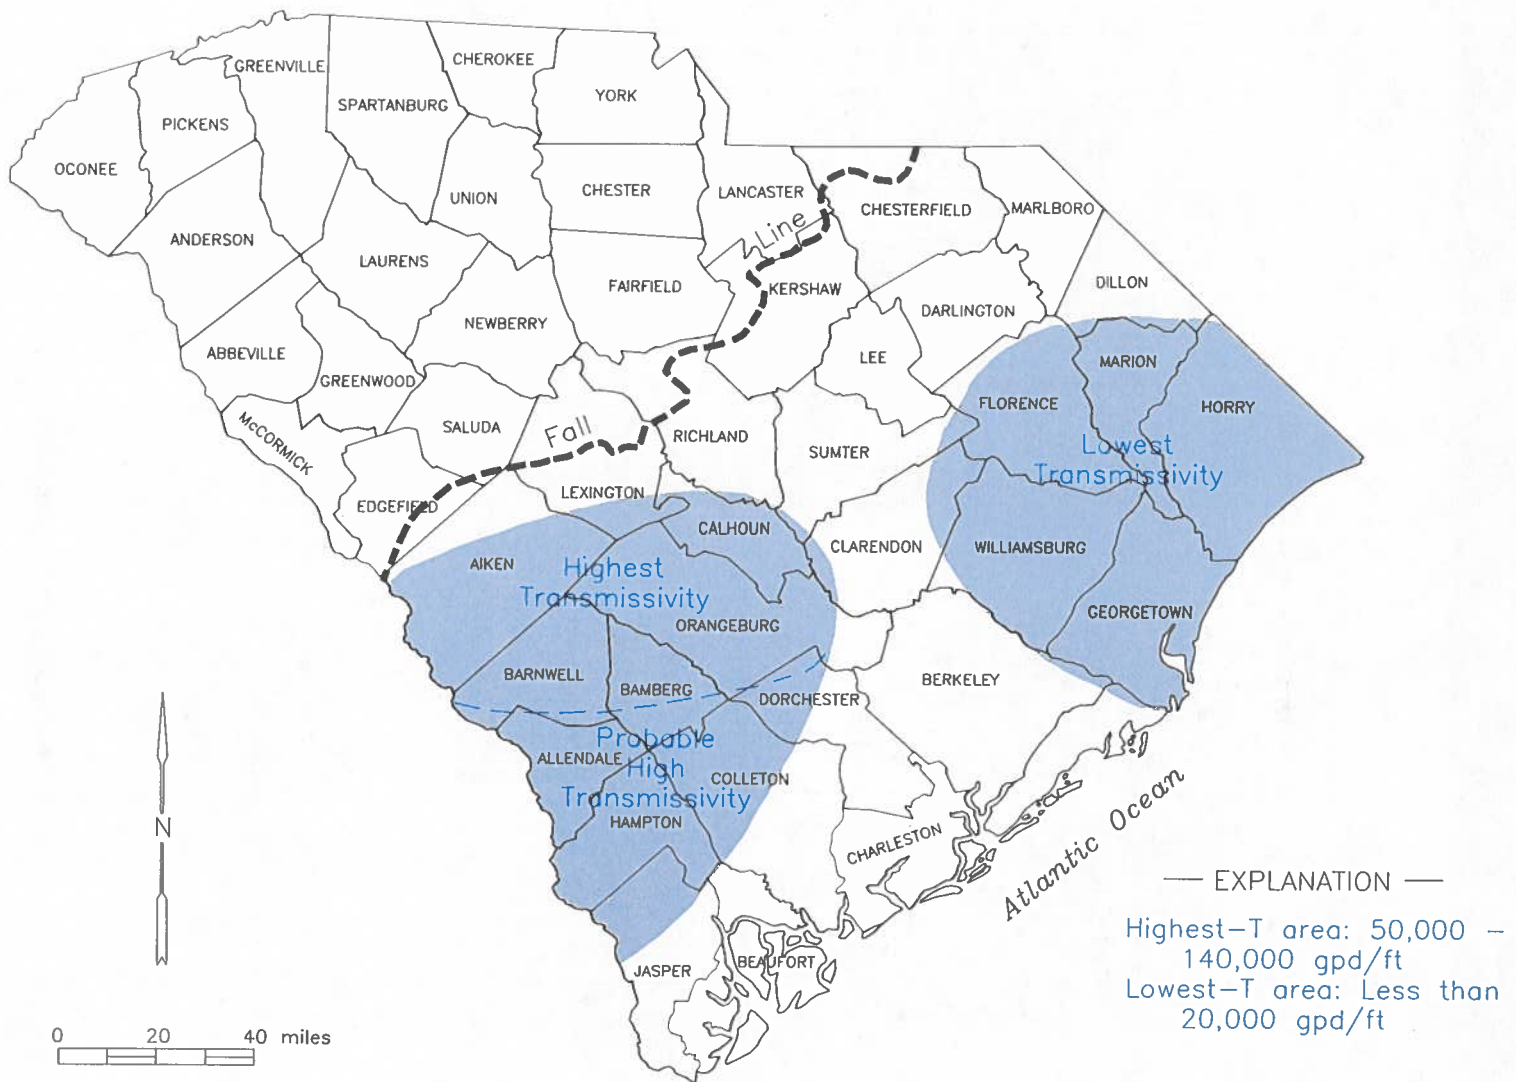 GREENVILLE
CHEROKEE
SPARTANBURG
YORK
PICKENS
OCONEE
UNION
CHESTER
LANCASTER
CHESTERFIELD
MARLBORO
ANDERSON
LAURENS
Line
FAIRFIELD
KERSHAW
DILLON
DARLINGTON
NEWBERRY
ABBEVILLE
GREENWOOD
LEE
MARION
FLORENCE
HORRY
McCORMICK
SALUDA
Fall
RICHLAND
SUMTER
Lowest
Transmissivity
EDGEFIELD
LEXINGTON
CALHOUN
CLARENDON
WILLIAMSBURG
AIKEN
Highest
Transmissivity
ORANGEBURG
GEORGETOWN
BARNWELL
BAMBERG
DORCHESTER
BERKELEY
Probable
High
Transmissivity
ALLENDALE
COLLETON
HAMPTON
CHARLESTON
Atlantic Ocean
JASPER
BEAUFORT
N
0 20 40 miles
EXPLANATION
Highest-T area: 50,000 -
140,000 gpd/ft
Lowest-T area: Less than
20,000 gpd/ft